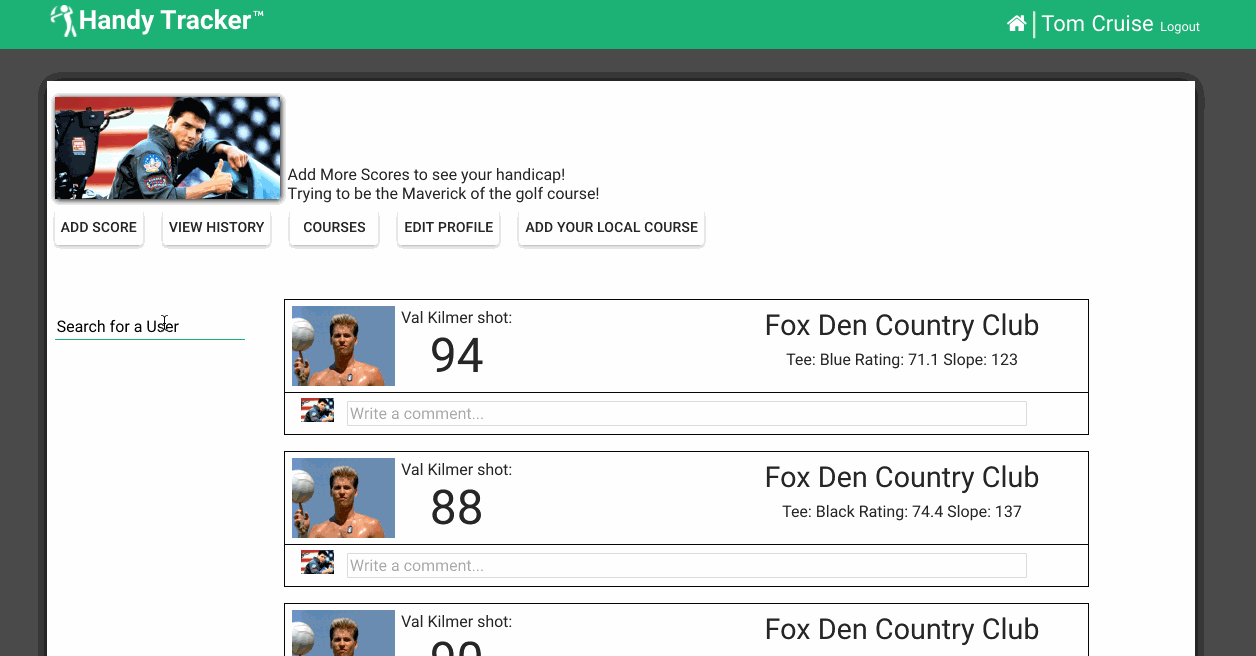 Handy Tracker™
Tom Cruise Logout
Add More Scores to see your handicap!
Trying to be the Maverick of the golf course!
ADD SCORE VIEW HISTORY COURSES EDIT PROFILE ADD YOUR LOCAL COURSE
Search for a User
Val Kilmer shot:
94
Fox Den Country Club
Tee: Blue Rating: 71.1 Slope: 123
Write a comment...
Val Kilmer shot:
88
Fox Den Country Club
Tee: Black Rating: 74.4 Slope: 137
Write a comment...
Val Kilmer shot:
Fox Den Country Club